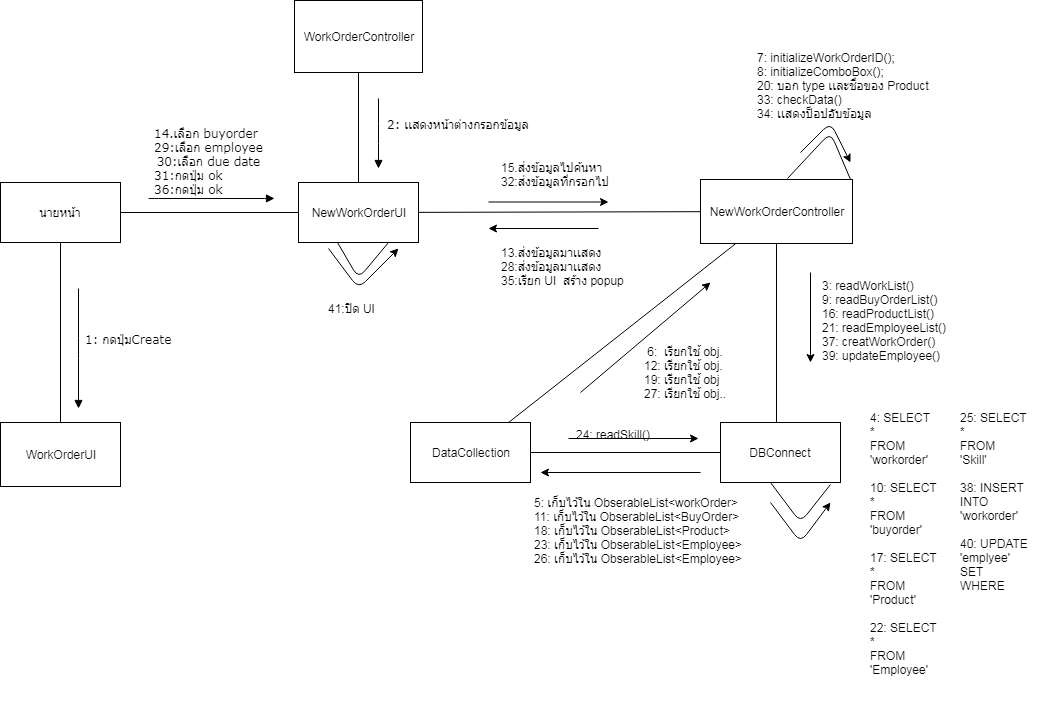 WorkOrderController
7: initializeWorkOrderID();
8: initializeComboBox();
20: บอก type และชื่อของ Product
33: checkData()
34: แสดงป็อปอับข้อมูล
2: แสดงหน้าต่างกรอกข้อมูล
14.เลือก buyorder
29:เลือก employee
30:เลือก due date
31:กดปุ่ม ok
36:กดปุ่ม ok
15.ส่งข้อมูลไปค้นหา
32:ส่งข้อมูลที่กรอกไป
นายหน้า
NewWorkOrderUI
NewWorkOrderController
13.ส่งข้อมูลมาแสดง
28:ส่งข้อมูลมาแสดง
35:เรียก UI สร้าง popup
41:ปิด UI
3: readWorkList()
9: readBuyOrderList()
16: readProductList()
21: readEmployeeList()
37: creatWorkOrder()
39: updateEmployee()
1: กดปุ่มCreate
6: เรียกใช้ obj.
12: เรียกใช้ obj.
19: เรียกใช้ obj
27: เรียกใช้ obj..
WorkOrderUI
DataCollection
24: readSkill()
DBConnect
5: เก็บไว้ใน ObserableList<workOrder>
11: เก็บไว้ใน ObserableList<BuyOrder>
18: เก็บไว้ใน ObserableList<Product>
23: เก็บไว้ใน ObserableList<Employee>
26: เก็บไว้ใน ObserableList<Employee>
4: SELECT
*
FROM
'workorder'
10: SELECT
*
FROM
'buyorder'
17: SELECT
*
FROM
'Product'
22: SELECT
*
FROM
'Employee'
25: SELECT
*
FROM
'Skill'
38: INSERT
INTO
'workorder'
40: UPDATE
'emplyee'
SET
WHERE